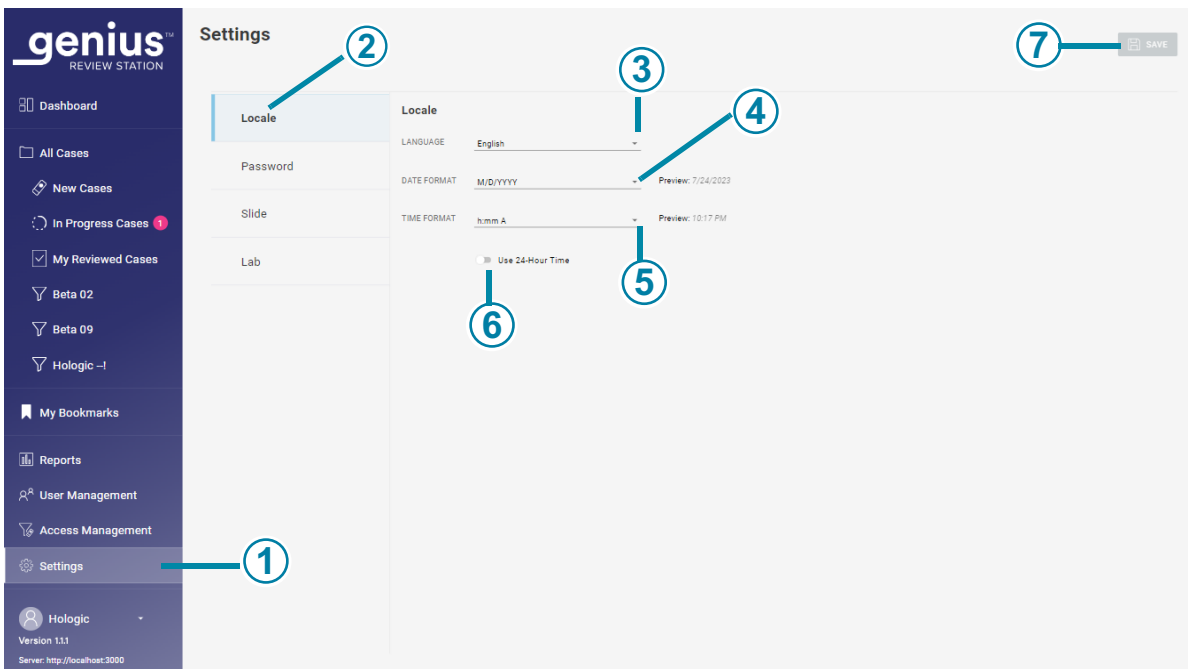 genius™
REVIEW STATION
Dashboard
All Cases
New Cases
In Progress Cases 1
My Reviewed Cases
Beta 02
Beta 09
Hologic --!
My Bookmarks
Reports
User Management
Access Management
Settings
Hologic
Version 1.1.1
Server: http://localhost:3000
Settings
SAVE
Locale
Password
Slide
Lab
Locale
LANGUAGE English
DATE FORMAT M/D/YYYY Preview: 7/24/2023
TIME FORMAT h:mm A Preview: 10:17 PM
Use 24-Hour Time
1
2
3
4
5
6
7